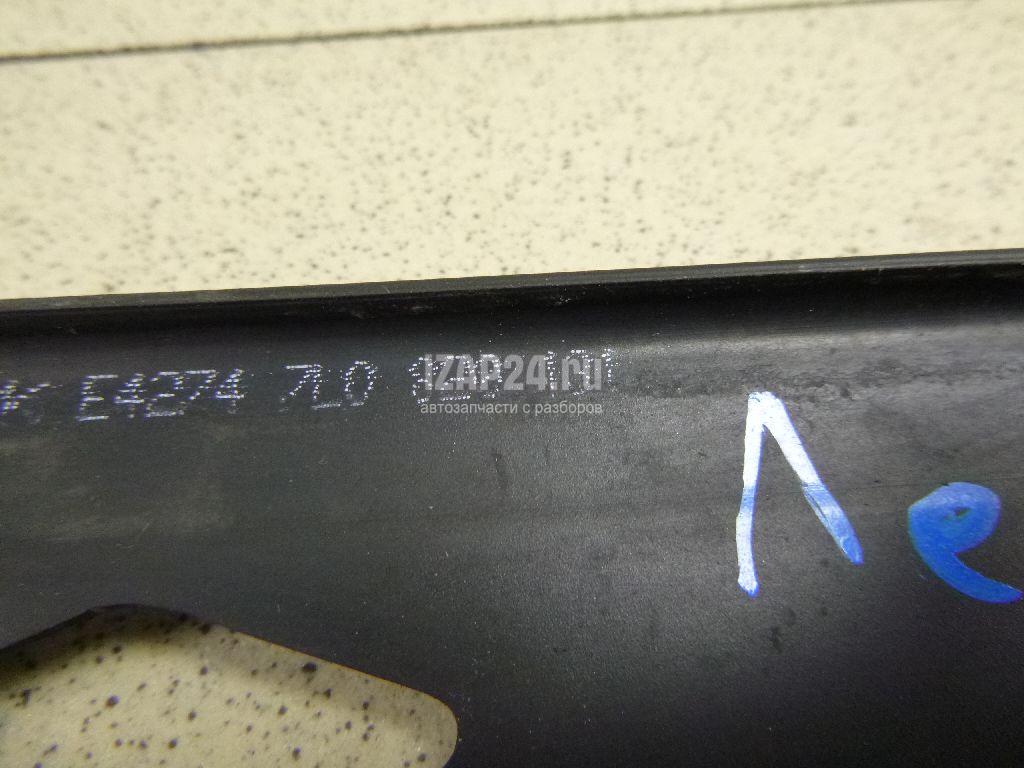 E4274 7L0
IZAP24.ru
автозапчасти с разборов
Ле